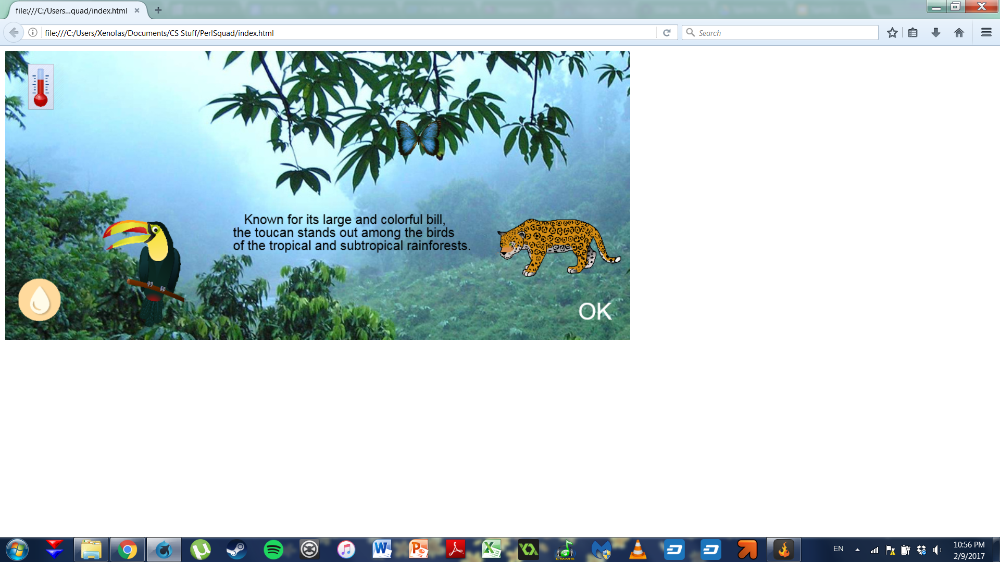 file:///C:/Users...quad/index.html
file:///C:/Users/Xenolas/Documents/CS Stuff/PerlSquad/index.html
Search
Known for its large and colorful bill,
the toucan stands out among the birds
of the tropical and subtropical rainforests.
OK
EN
10:56 PM
2/9/2017
LMMS